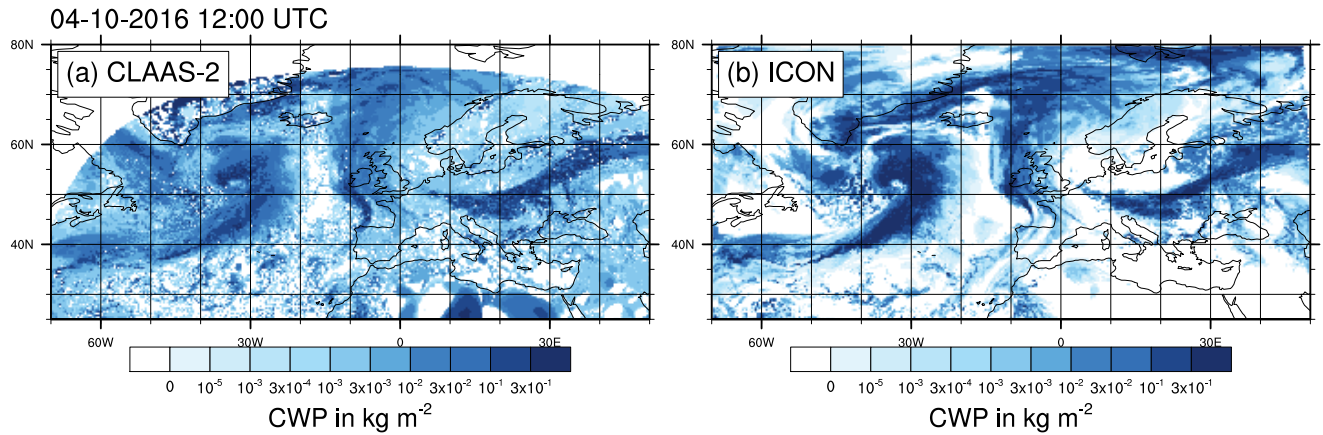 04-10-2016 12:00 UTC
(a) CLAAS-2
80N
60N
40N
60W 30W 0 30E
0 10⁻⁵ 10⁻³ 3x10⁻⁴ 10⁻³ 3x10⁻³ 10⁻² 3x10⁻² 10⁻¹ 3x10⁻¹
CWP in kg m⁻²
(b) ICON
80N
60N
40N
60W 30W 0 30E
0 10⁻⁵ 10⁻³ 3x10⁻⁴ 10⁻³ 3x10⁻³ 10⁻² 3x10⁻² 10⁻¹ 3x10⁻¹
CWP in kg m⁻²